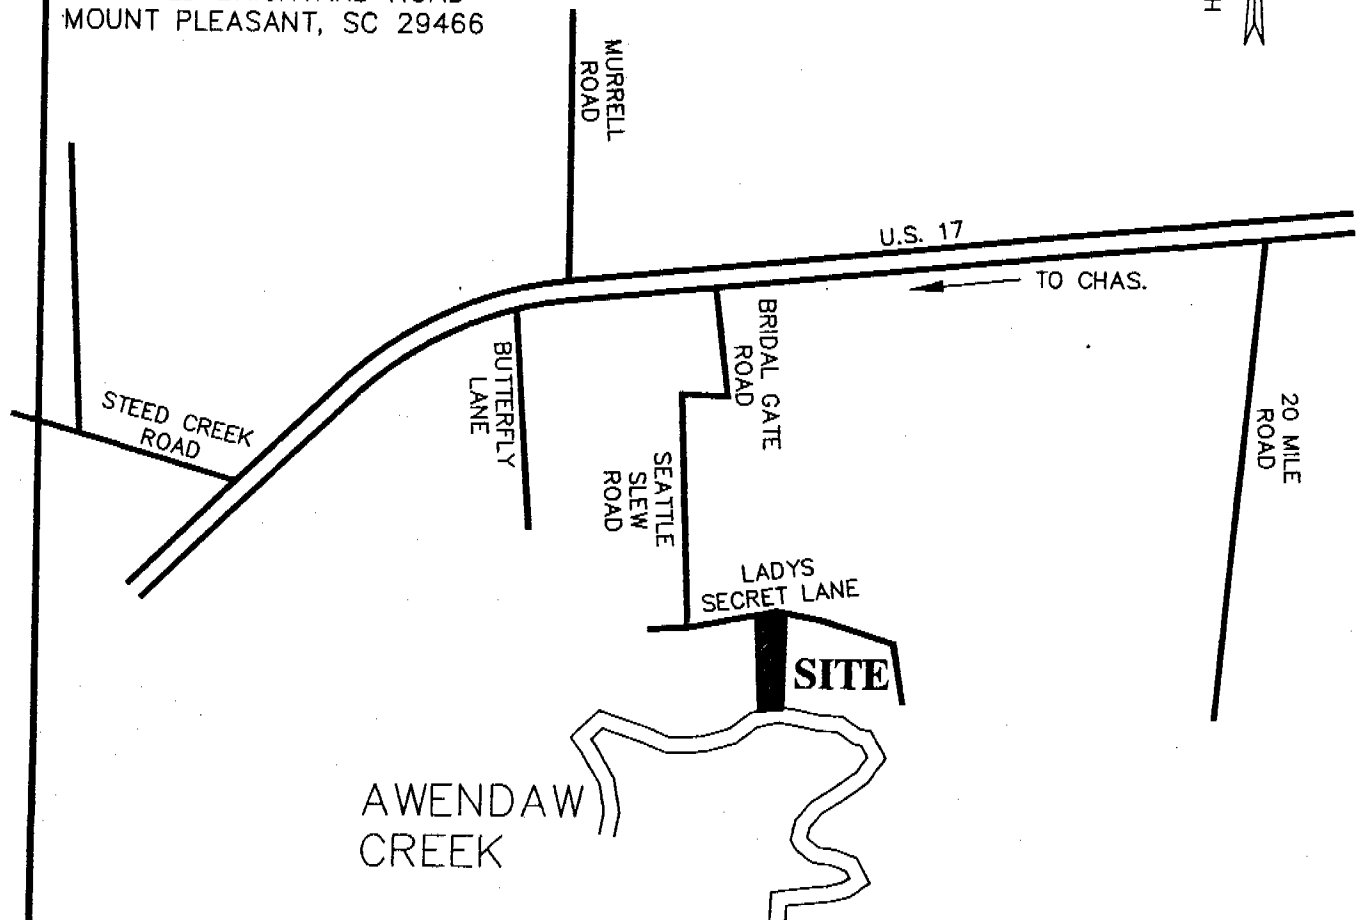 ROAD
MOUNT PLEASANT, SC 29466
H
MURRELL
ROAD
U.S. 17
TO CHAS.
BRIDAL GATE
ROAD
BUTTERFLY
LANE
STEED CREEK
ROAD
20 MILE
ROAD
SEATTLE
SLEW
ROAD
LADYS
SECRET LANE
SITE
AWENDAW
CREEK